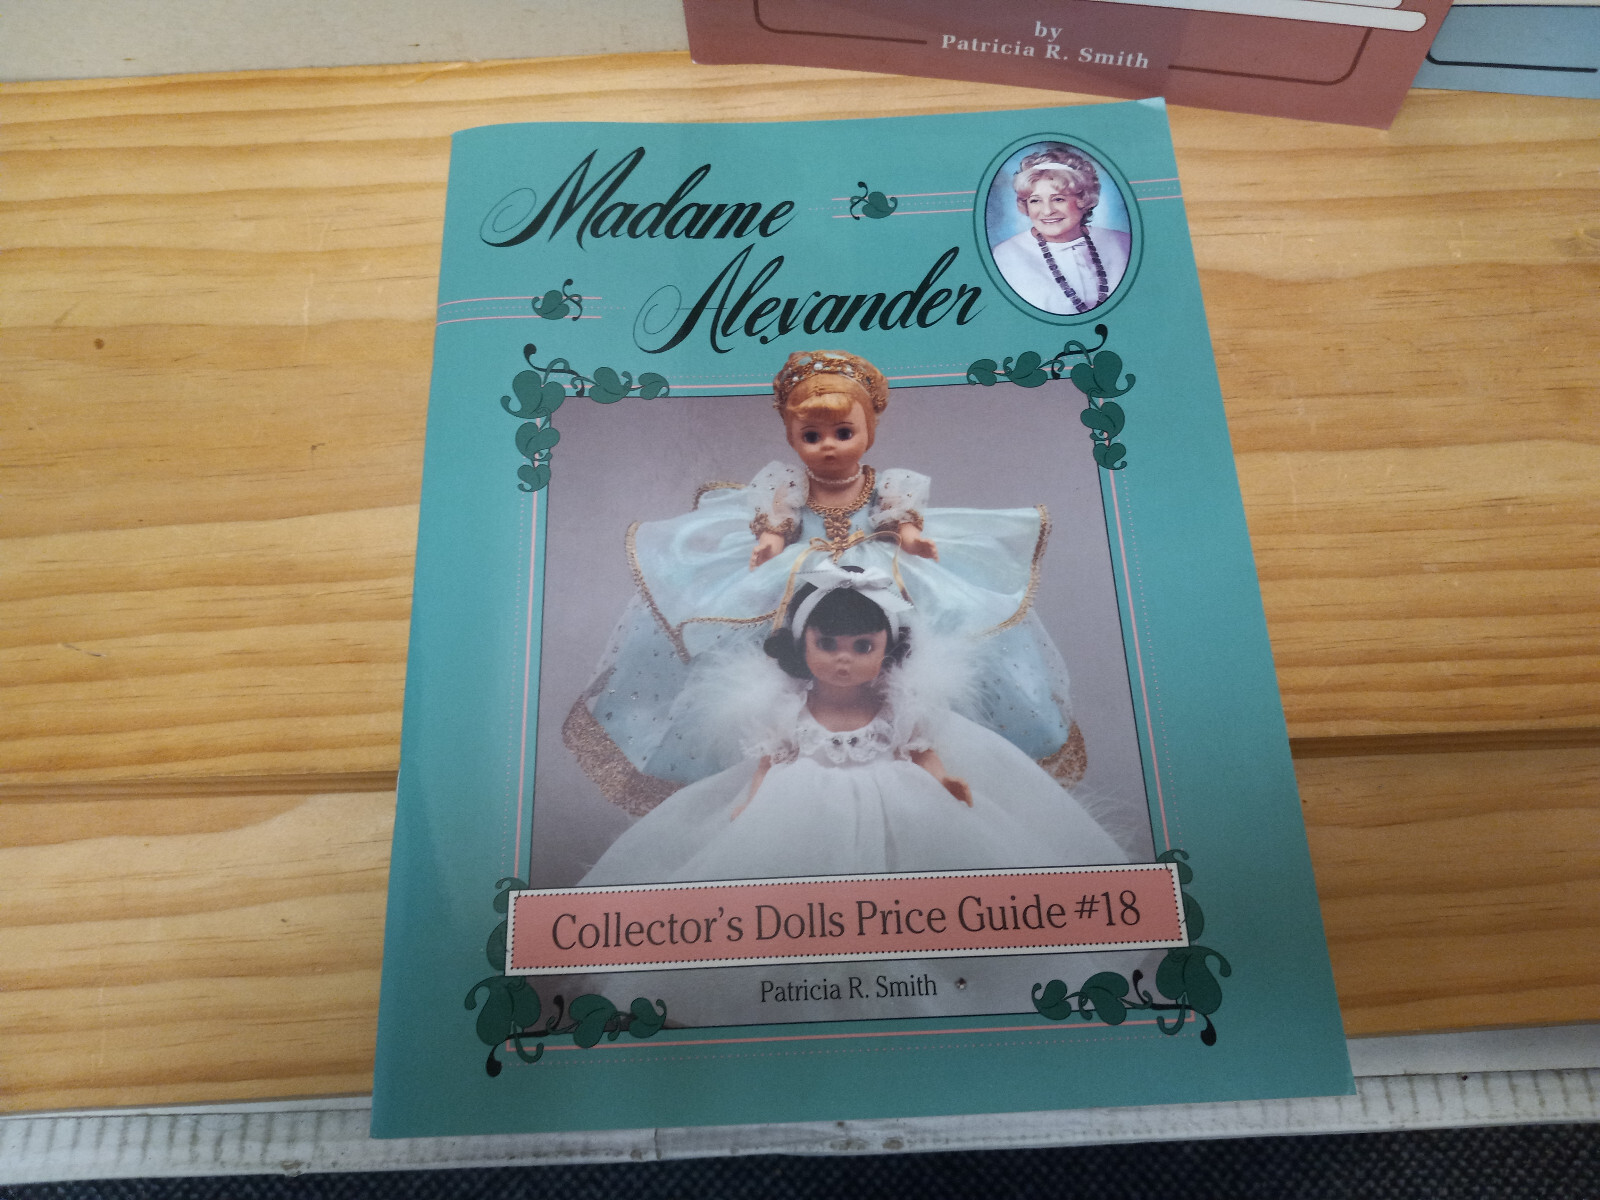 by
Patricia R. Smith
Madame
Alexander
Collector's Dolls Price Guide #18
Patricia R. Smith